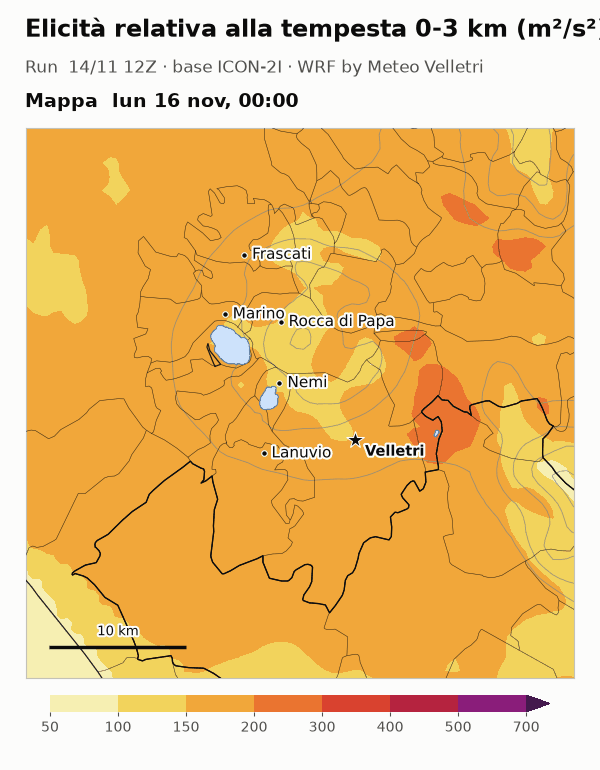 Elicità relativa alla tempesta 0-3 km (m²/s²)
Run 14/11 12Z · base ICON-2I · WRF by Meteo Velletri
Mappa lun 16 nov, 00:00
Frascati
Marino
Rocca di Papa
Nemi
Velletri
Lanuvio
10 km
50 100 150 200 300 400 500 700